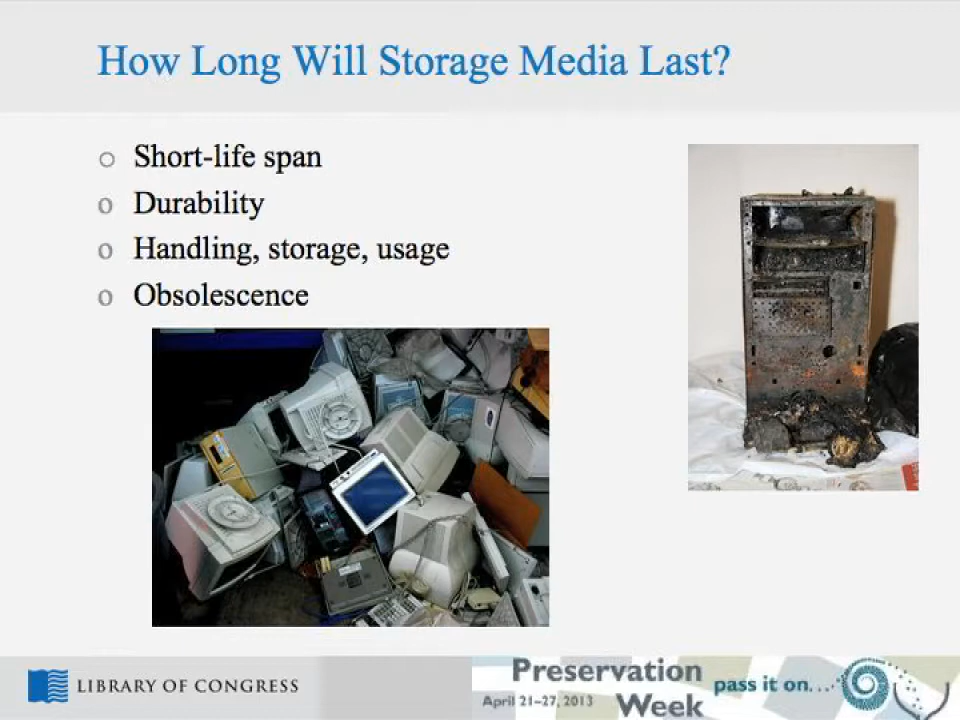 How Long Will Storage Media Last?
Short-life span
Durability
Handling, storage, usage
Obsolescence
LIBRARY OF CONGRESS
Preservation
Week
April 21–27, 2013
pass it on...